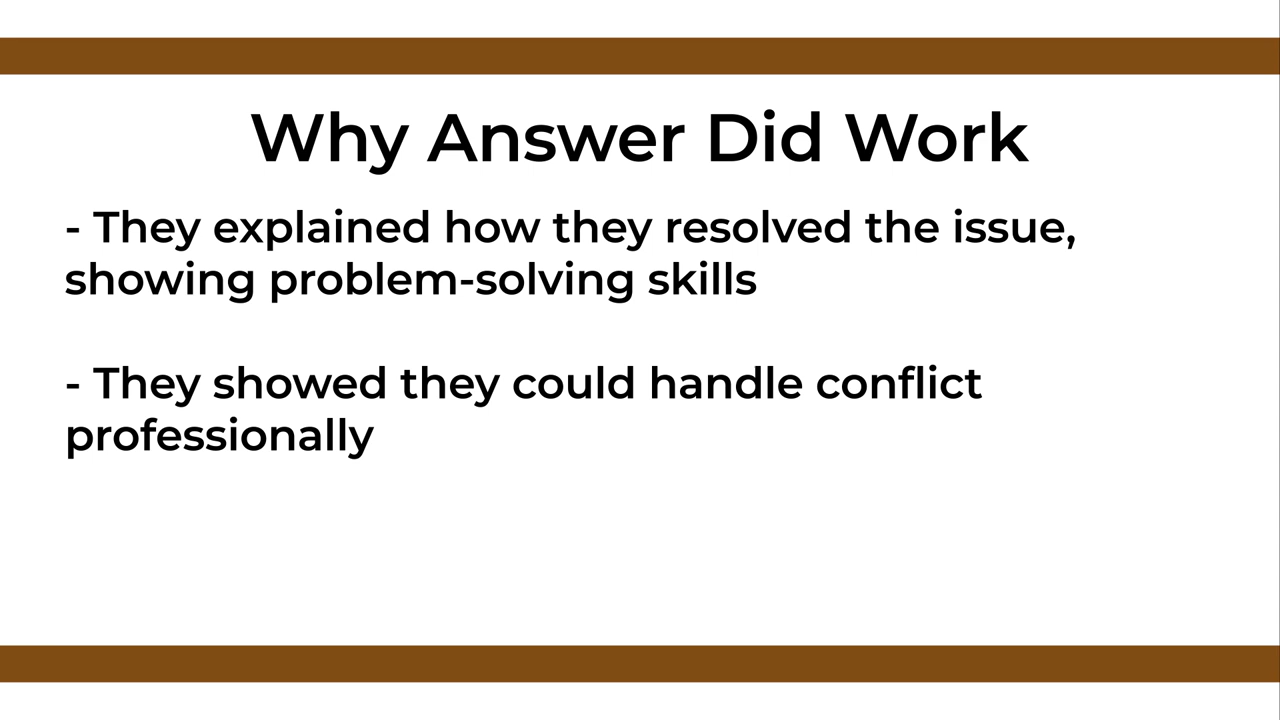 Why Answer Did Work
- They explained how they resolved the issue,
showing problem-solving skills
- They showed they could handle conflict
professionally